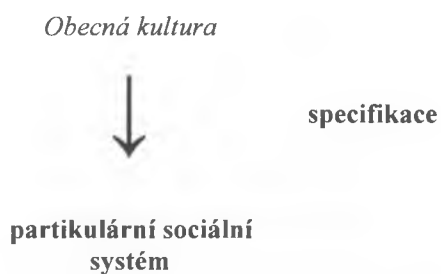 Obecná kultura
specifikace
partikulární sociální
systém